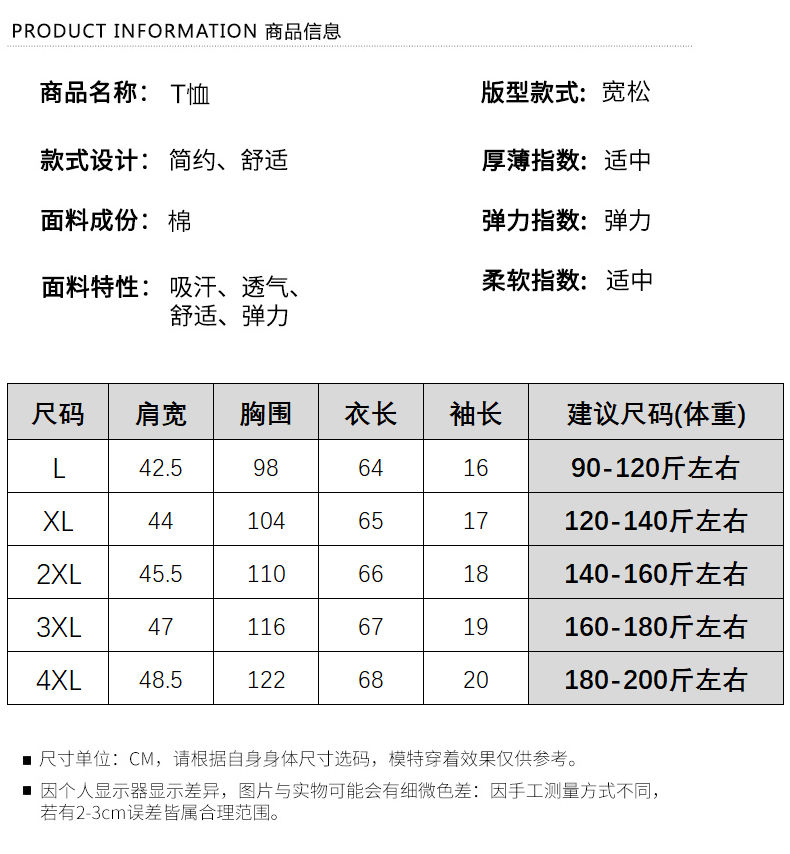 PRODUCT INFORMATION 商品信息
商品名称： T恤
版型款式: 宽松
款式设计： 简约、舒适
厚薄指数: 适中
面料成份： 棉
弹力指数: 弹力
面料特性： 吸汗、透气、
舒适、弹力
柔软指数: 适中
尺码 肩宽 胸围 衣长 袖长 建议尺码(体重)
L 42.5 98 64 16 90-120斤左右
XL 44 104 65 17 120-140斤左右
2XL 45.5 110 66 18 140-160斤左右
3XL 47 116 67 19 160-180斤左右
4XL 48.5 122 68 20 180-200斤左右
■ 尺寸单位：CM，请根据自身身体尺寸选码，模特穿着效果仅供参考。
■ 因个人显示器显示差异，图片与实物可能会有细微色差：因手工测量方式不同，
若有2-3cm误差皆属合理范围。